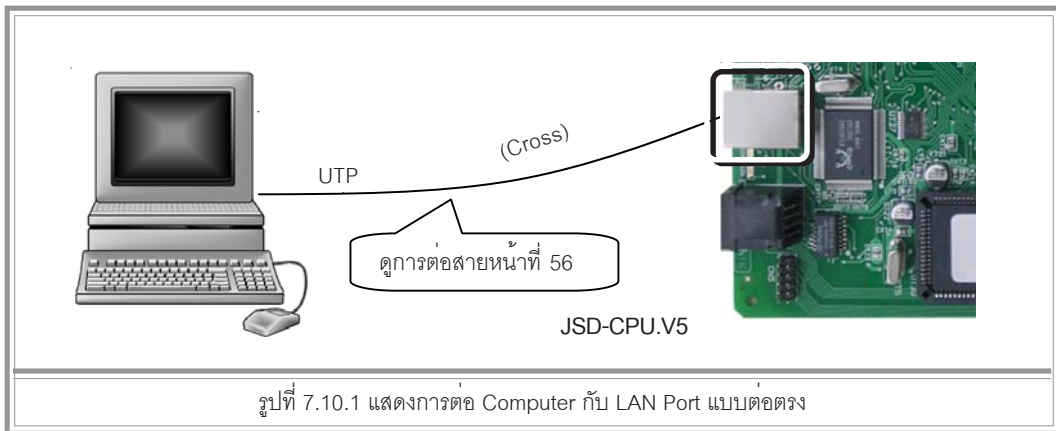 (Cross)
UTP
ดูการต่อสายหน้าที่ 56
JSD-CPU.V5
รูปที่ 7.10.1 แสดงการต่อ Computer กับ LAN Port แบบต่อตรง